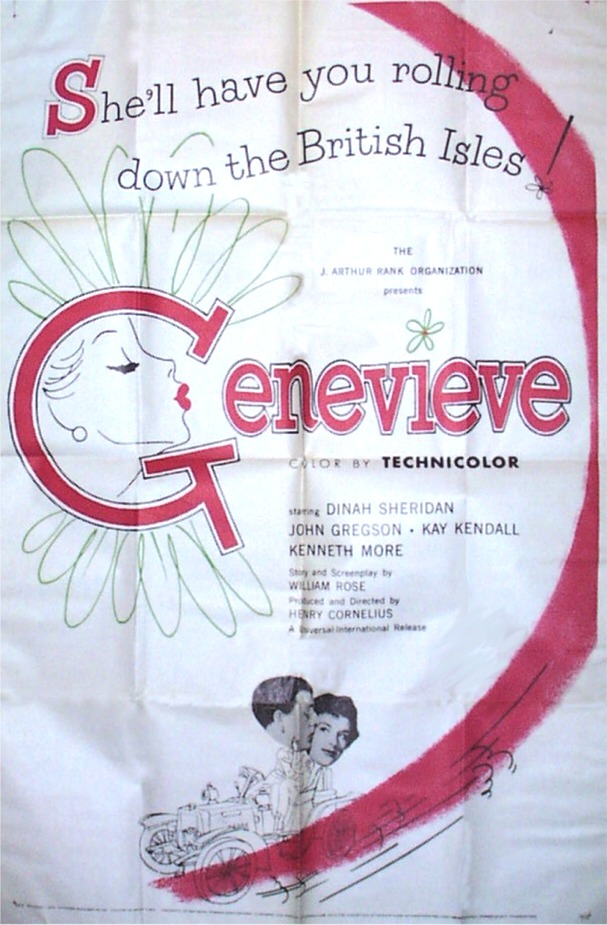 She'll have you rolling
down the British Isles!
THE
J. ARTHUR RANK ORGANIZATION
presents
Genevieve
COLOR BY TECHNICOLOR
starring DINAH SHERIDAN
JOHN GREGSON • KAY KENDALL
KENNETH MORE
Story and Screenplay by
WILLIAM ROSE
Produced and Directed by
HENRY CORNELIUS
A Universal-International Release